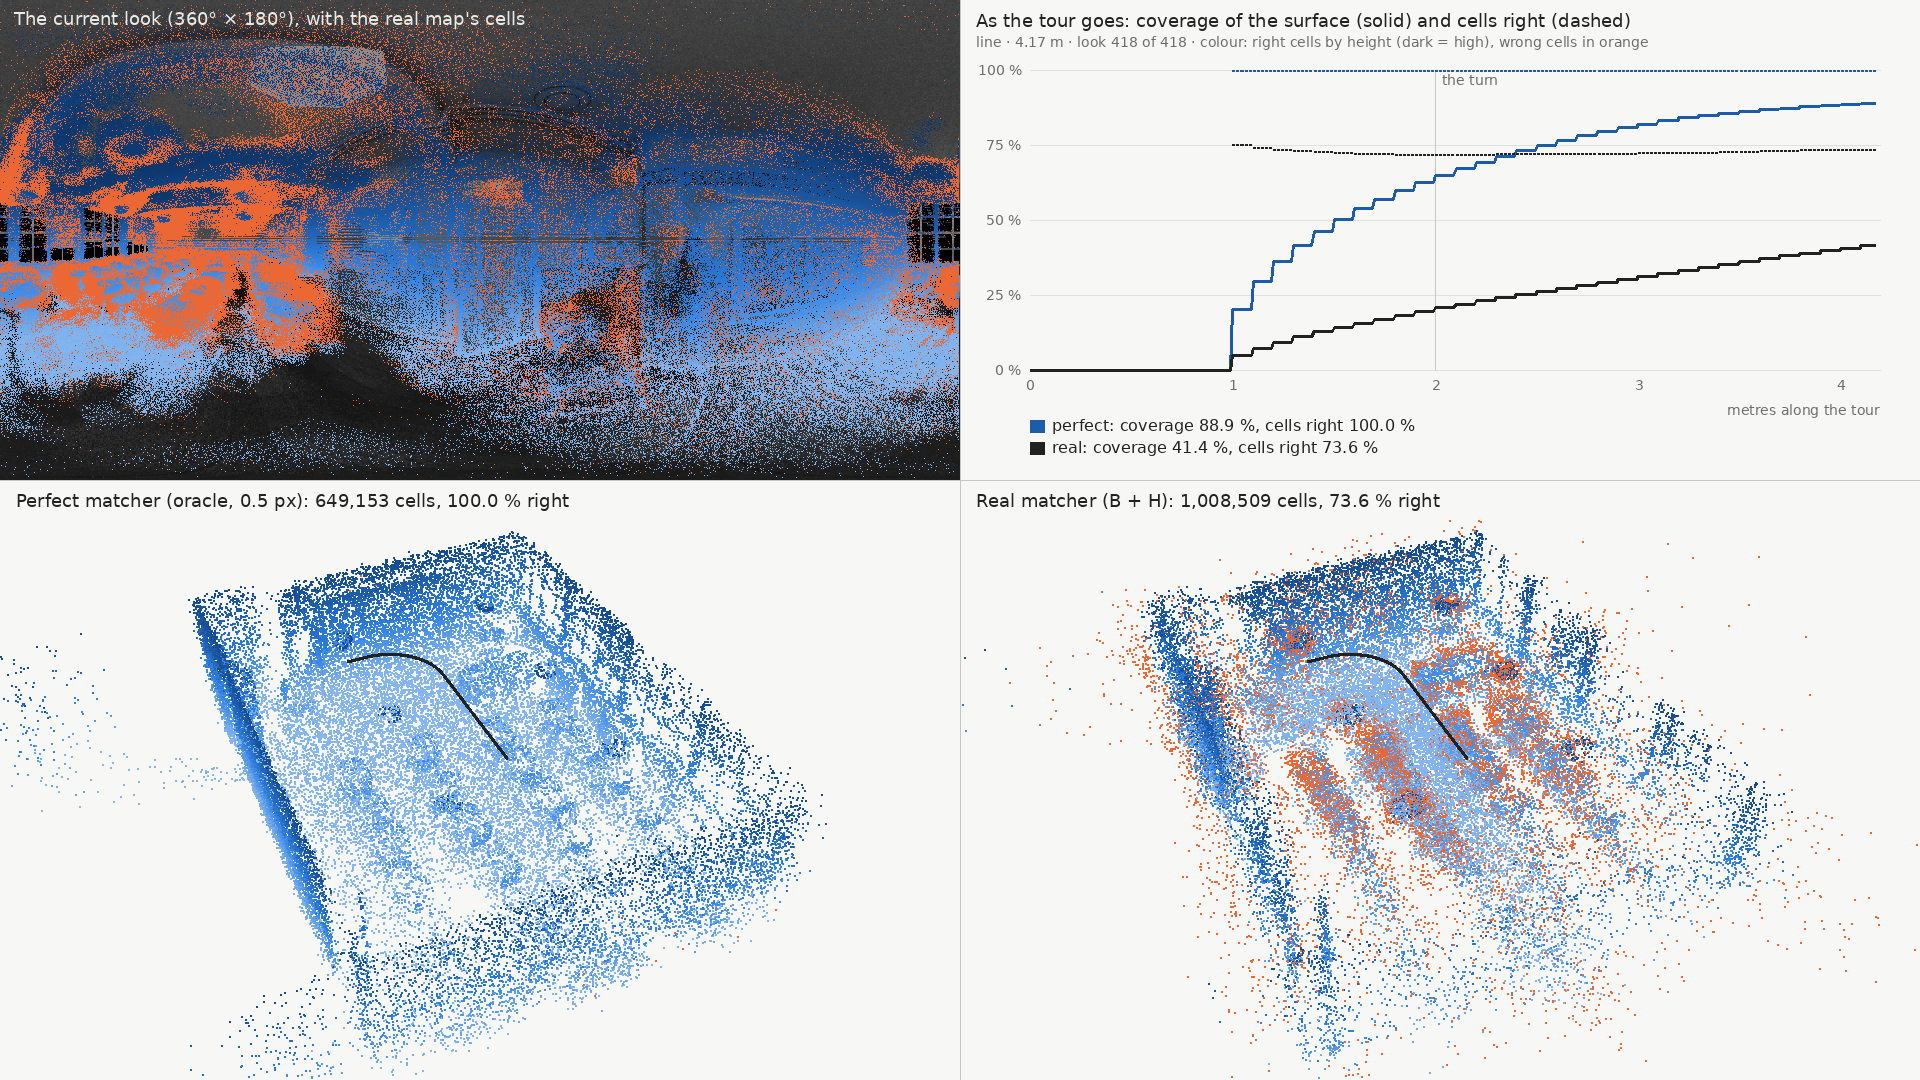 The current look (360° × 180°), with the real map's cells
As the tour goes: coverage of the surface (solid) and cells right (dashed)
line · 4.17 m · look 418 of 418 · colour: right cells by height (dark = high), wrong cells in orange
100 %
the turn
75 %
50 %
25 %
0 %
0
1
2
3
4
metres along the tour
perfect: coverage 88.9 %, cells right 100.0 %
real: coverage 41.4 %, cells right 73.6 %
Perfect matcher (oracle, 0.5 px): 649,153 cells, 100.0 % right
Real matcher (B + H): 1,008,509 cells, 73.6 % right